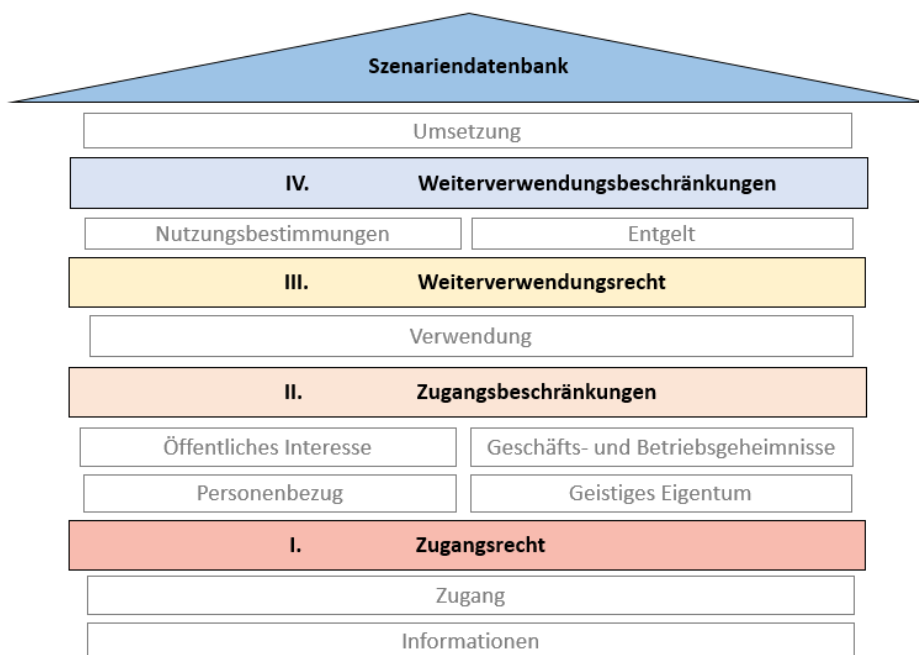 Szenariendatenbank
Umsetzung
IV. Weiterverwendungsbeschränkungen
Nutzungsbestimmungen Entgelt
III. Weiterverwendungsrecht
Verwendung
II. Zugangsbeschränkungen
Öffentliches Interesse Geschäfts- und Betriebsgeheimnisse
Personenbezug Geistiges Eigentum
I. Zugangsrecht
Zugang
Informationen